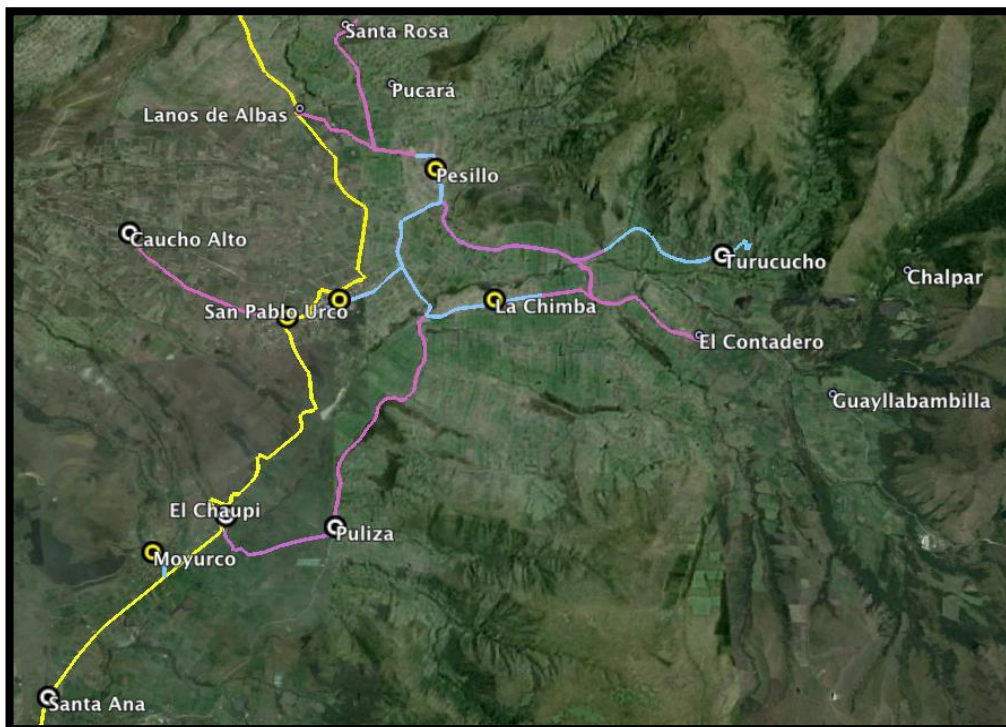 Santa Rosa
Pucará
Lanos de Albas
Pesillo
Caucho Alto
Turucucho
Chalpar
San Pablo Urco
La Chimba
El Contadero
Guayllabambilla
El Chaupi
Puliza
Moyurco
Santa Ana